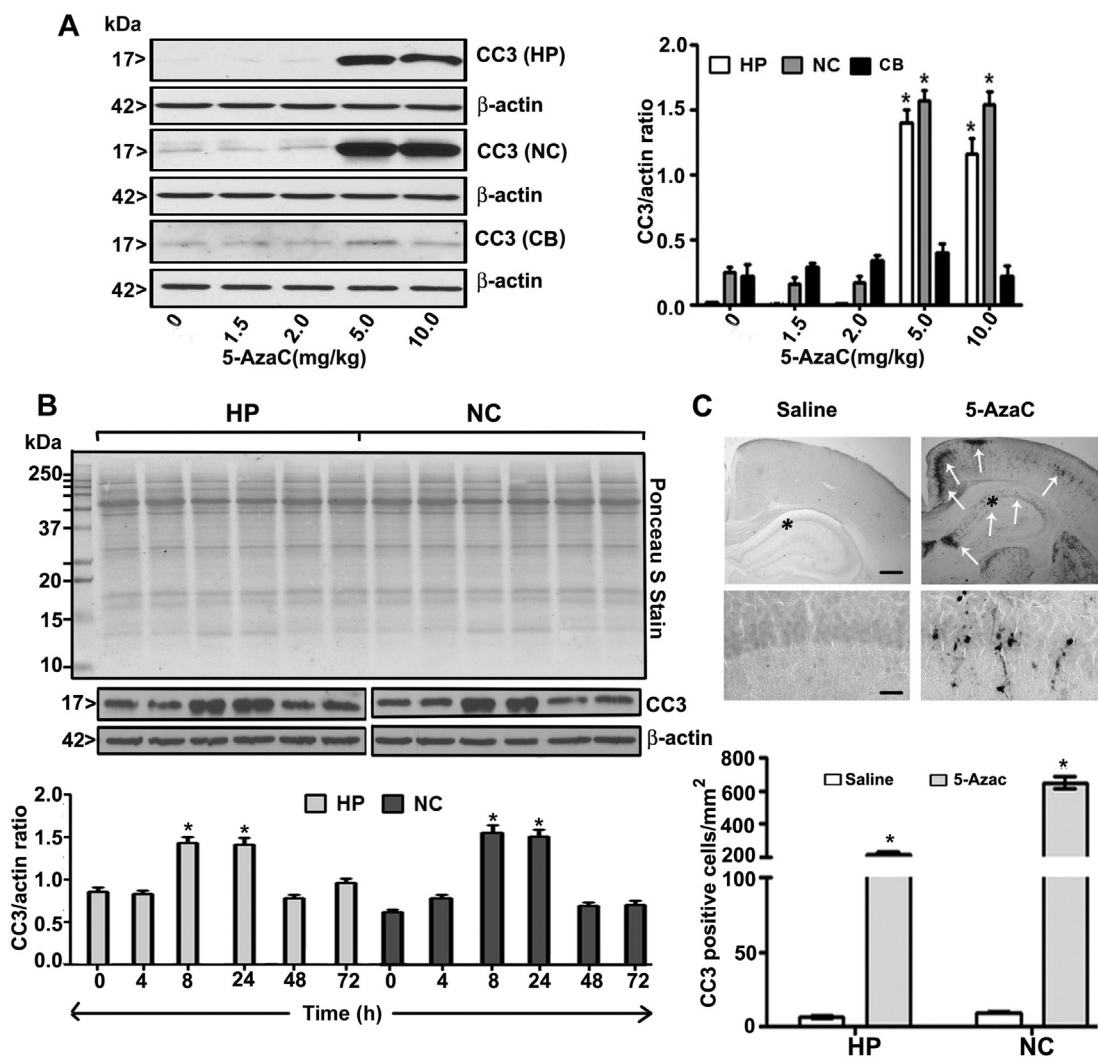 A
kDa
17> CC3 (HP)
42> β-actin
17> CC3 (NC)
42> β-actin
17> CC3 (CB)
42> β-actin
0 1.5 2.0 5.0 10.0
5-AzaC(mg/kg)
2.0
HP NC CB
* * * *
1.5
1.0
0.5
0.0
CC3/actin ratio
0 1.5 2.0 5.0 10.0
5-AzaC(mg/kg)
B
HP NC
kDa
250
37
20
15
10
Ponceau S Stain
17> CC3
42> β-actin
2.0
HP NC
1.5
1.0
0.5
0.0
CC3/actin ratio
* * * *
0 4 8 24 48 72 0 4 8 24 48 72
Time (h)
C
Saline 5-AzaC
* *
800
Saline 5-Azac
600
400
200
100
50
0
CC3 positive cells/mm2
* *
HP NC